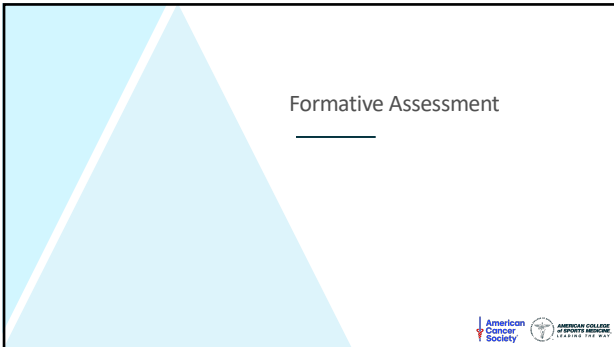 Formative Assessment
American
Cancer
Society
AMERICAN COLLEGE
of SPORTS MEDICINE
LEADING THE WAY